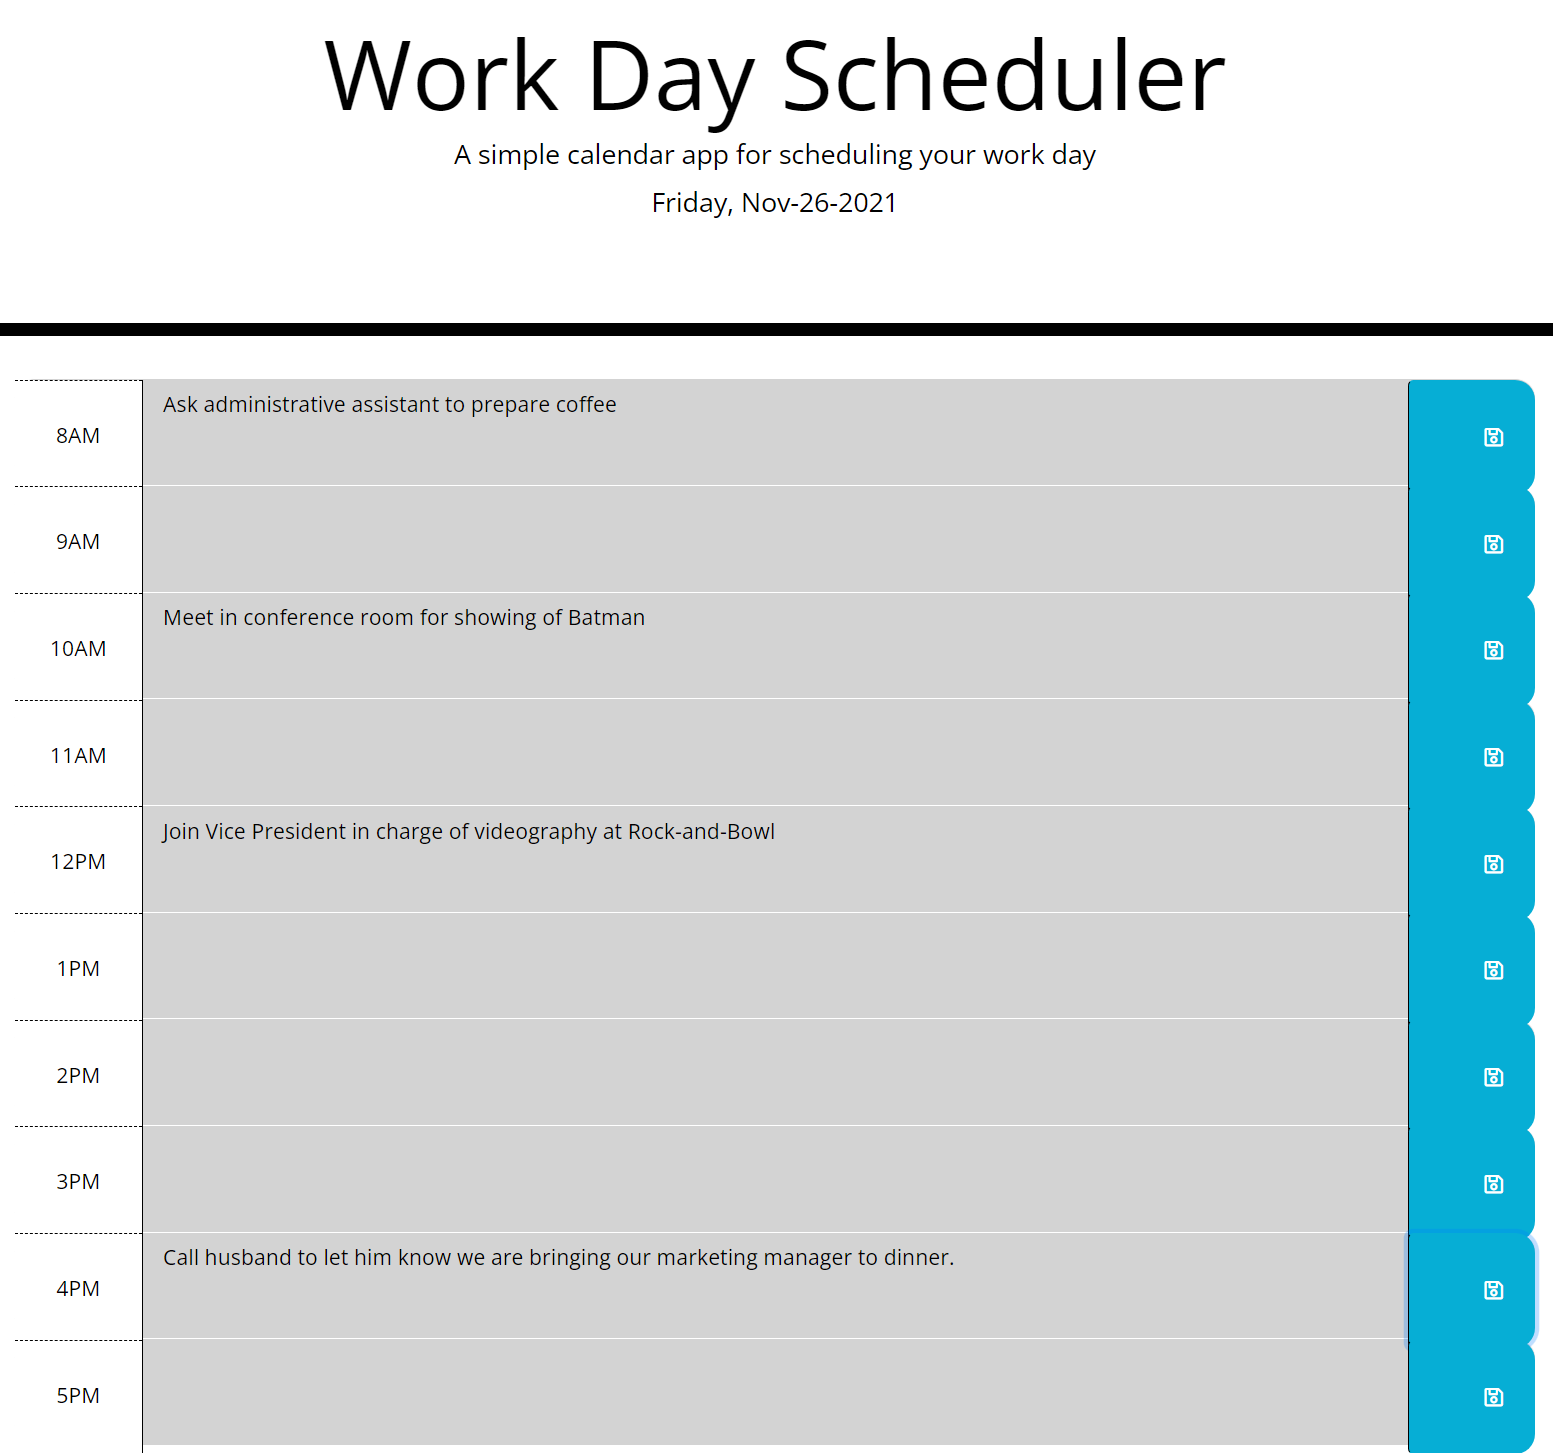 Work Day Scheduler
A simple calendar app for scheduling your work day
Friday, Nov-26-2021
8AM
Ask administrative assistant to prepare coffee
9AM
10AM
Meet in conference room for showing of Batman
11AM
12PM
Join Vice President in charge of videography at Rock-and-Bowl
1PM
2PM
3PM
4PM
Call husband to let him know we are bringing our marketing manager to dinner.
5PM